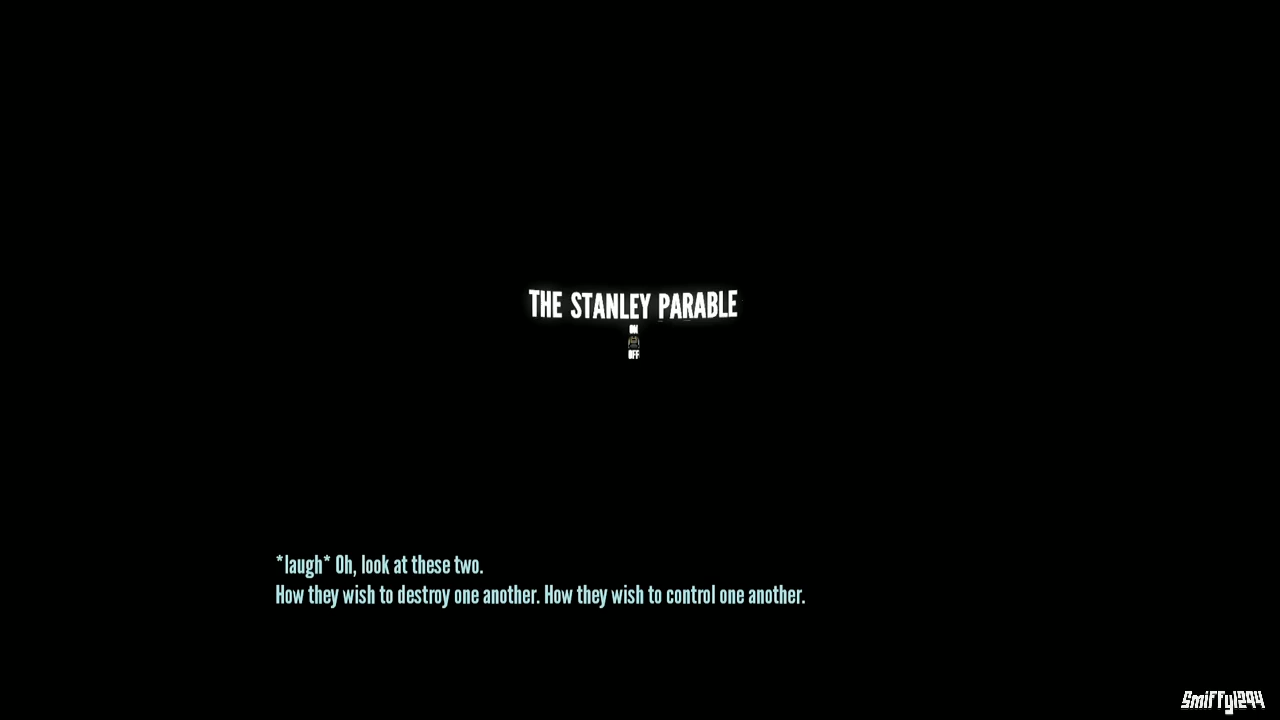 THE STANLEY PARABLE
ON
OFF
*laugh* Oh, look at these two.
How they wish to destroy one another. How they wish to control one another.
Smiffy1294